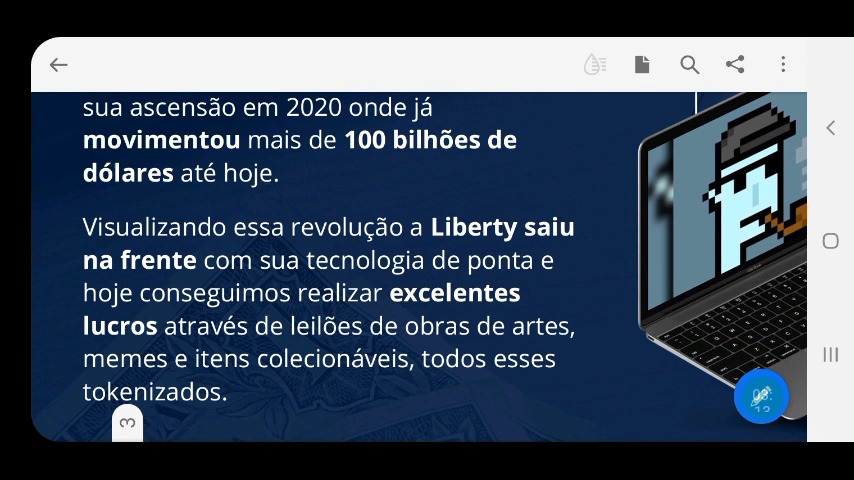 sua ascensão em 2020 onde já
movimentou mais de 100 bilhões de
dólares até hoje.
Visualizando essa revolução a Liberty saiu
na frente com sua tecnologia de ponta e
hoje conseguimos realizar excelentes
lucros através de leilões de obras de artes,
memes e itens colecionáveis, todos esses
tokenizados.
3